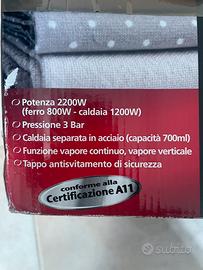 Potenza 2200W
(ferro 800W - caldaia 1200W)
Pressione 3 Bar
Caldaia separata in acciaio (capacità 700ml)
Funzione vapore continuo, vapore verticale
Tappo antisvitamento di sicurezza
conforme alla
Certificazione A11
subito